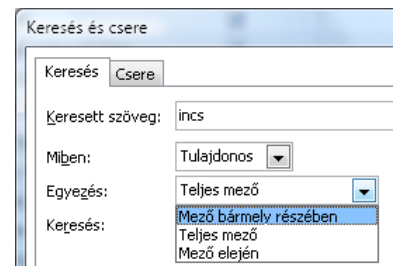 Keresés és csere
Keresés Csere
Keresett szöveg: incs
Miben: Tulajdonos
Egyezés: Teljes mező
Keresés: Mező bármely részében
Teljes mező
Mező elején